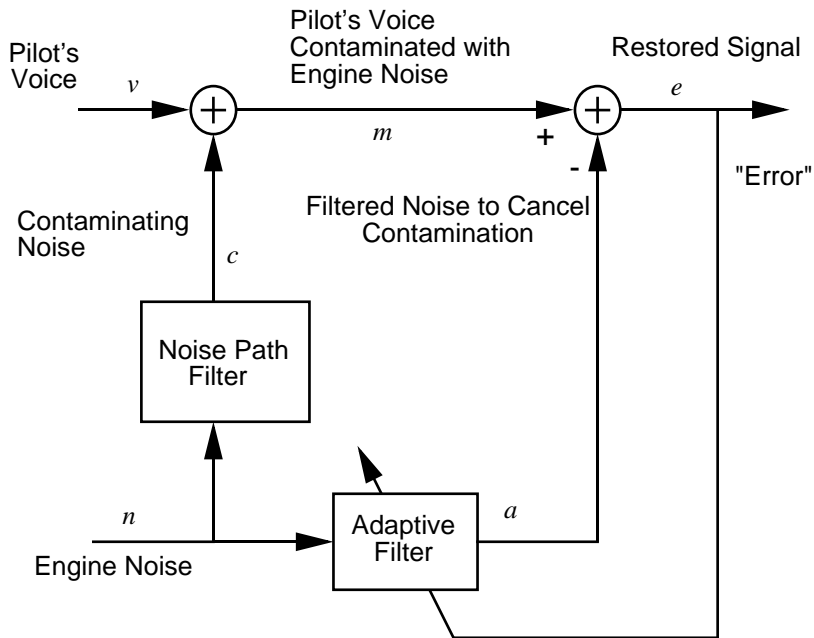 Pilot's Voice
Contaminated with
Engine Noise
Restored Signal
Pilot's
Voice
v
+
m
+
+
e
-
"Error"
Contaminating
Noise
c
Filtered Noise to Cancel
Contamination
Noise Path
Filter
n
Engine Noise
Adaptive
Filter
a